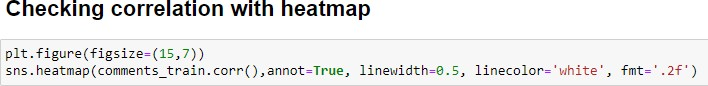 Checking correlation with heatmap
plt.figure(figsize=(15,7))
sns.heatmap(comments_train.corr(),annot=True, linewidth=0.5, linecolor='white', fmt='.2f')